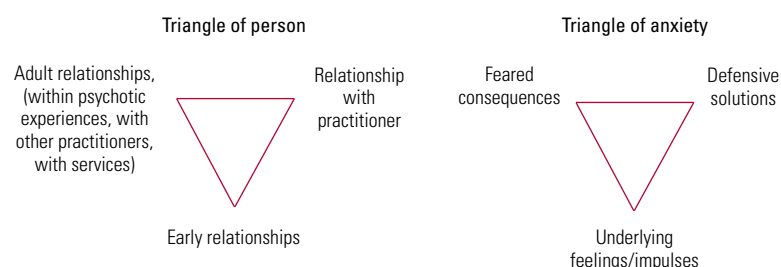 Triangle of person
Adult relationships,
(within psychotic
experiences, with
other practitioners,
with services)
Relationship
with
practitioner
Early relationships
Triangle of anxiety
Feared
consequences
Defensive
solutions
Underlying
feelings/impulses